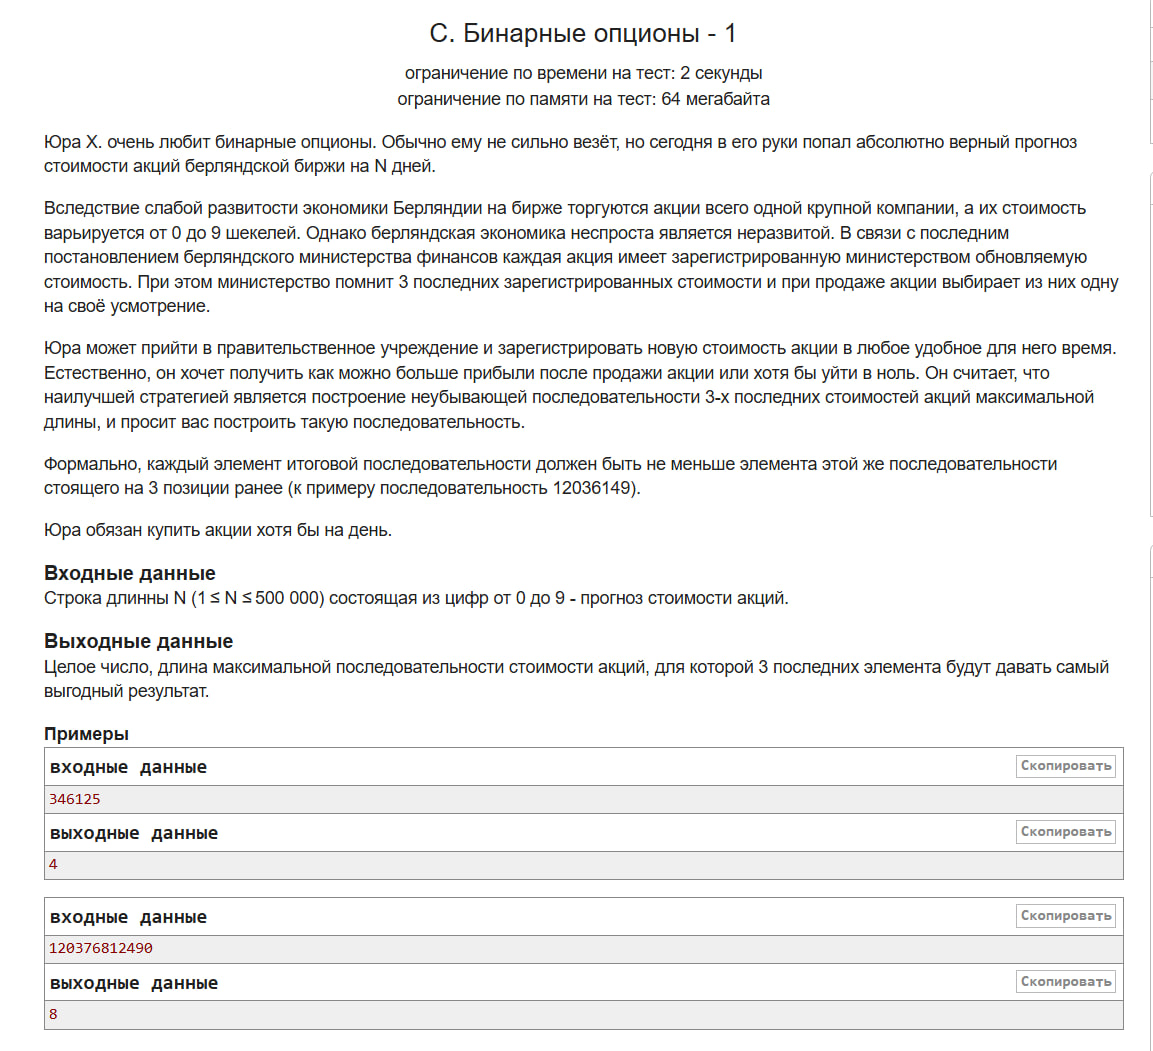 С. Бинарные опционы - 1
ограничение по времени на тест: 2 секунды
ограничение по памяти на тест: 64 мегабайта
Юра Х. очень любит бинарные опционы. Обычно ему не сильно везёт, но сегодня в его руки попал абсолютно верный прогноз
стоимости акций берляндской биржи на N дней.
Вследствие слабой развитости экономики Берляндии на бирже торгуются акции всего одной крупной компании, а их стоимость
варьируется от 0 до 9 шекелей. Однако берляндская экономика неспроста является неразвитой. В связи с последним
постановлением берляндского министерства финансов каждая акция имеет зарегистрированную министерством обновляемую
стоимость. При этом министерство помнит 3 последних зарегистрированных стоимости и при продаже акции выбирает из них одну
на своё усмотрение.
Юра может прийти в правительственное учреждение и зарегистрировать новую стоимость акции в любое удобное для него время.
Естественно, он хочет получить как можно больше прибыли после продажи акции или хотя бы уйти в ноль. Он считает, что
наилучшей стратегией является построение неубывающей последовательности 3-х последних стоимостей акций максимальной
длины, и просит вас построить такую последовательность.
Формально, каждый элемент итоговой последовательности должен быть не меньше элемента этой же последовательности
стоящего на 3 позиции ранее (к примеру последовательность 12036149).
Юра обязан купить акции хотя бы на день.
Входные данные
Строка длинны N (1 ≤ N ≤ 500 000) состоящая из цифр от 0 до 9 - прогноз стоимости акций.
Выходные данные
Целое число, длина максимальной последовательности стоимости акций, для которой 3 последних элемента будут давать самый
выгодный результат.
Примеры
входные данные
Скопировать
346125
выходные данные
Скопировать
4
входные данные
Скопировать
120376812490
выходные данные
Скопировать
8